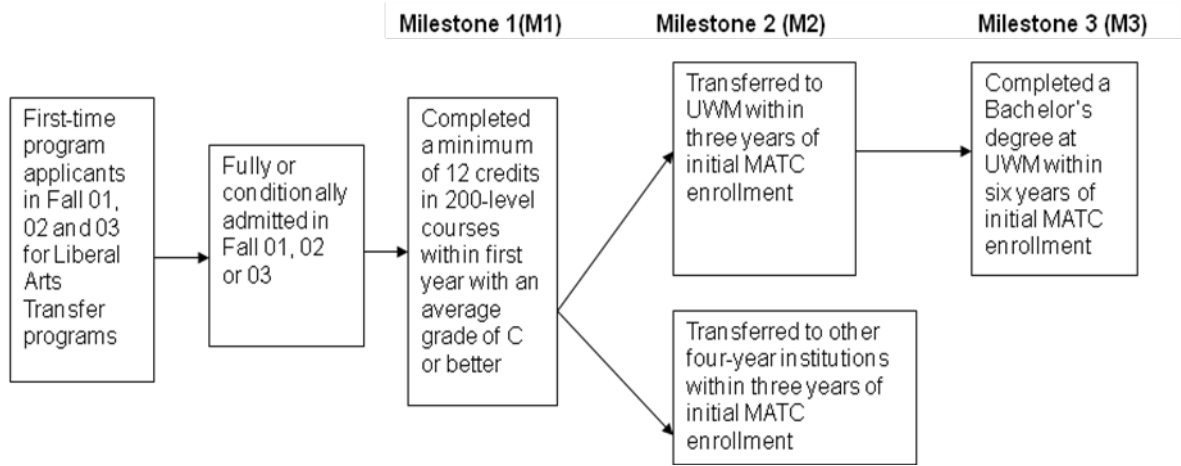 Milestone 1(M1)
Milestone 2 (M2)
Milestone 3 (M3)
First-time
program
applicants
in Fall 01,
02 and 03
for Liberal
Arts
Transfer
programs
Fully or
conditionally
admitted in
Fall 01, 02
or 03
Completed
a minimum
of 12 credits
in 200-level
courses
within first
year with an
average
grade of C
or better
Transferred to
UWM within
three years of
initial MATC
enrollment
Transferred to other
four-year institutions
within three years of
initial MATC
enrollment
Completed a
Bachelor's
degree at
UWM within
six years of
initial MATC
enrollment